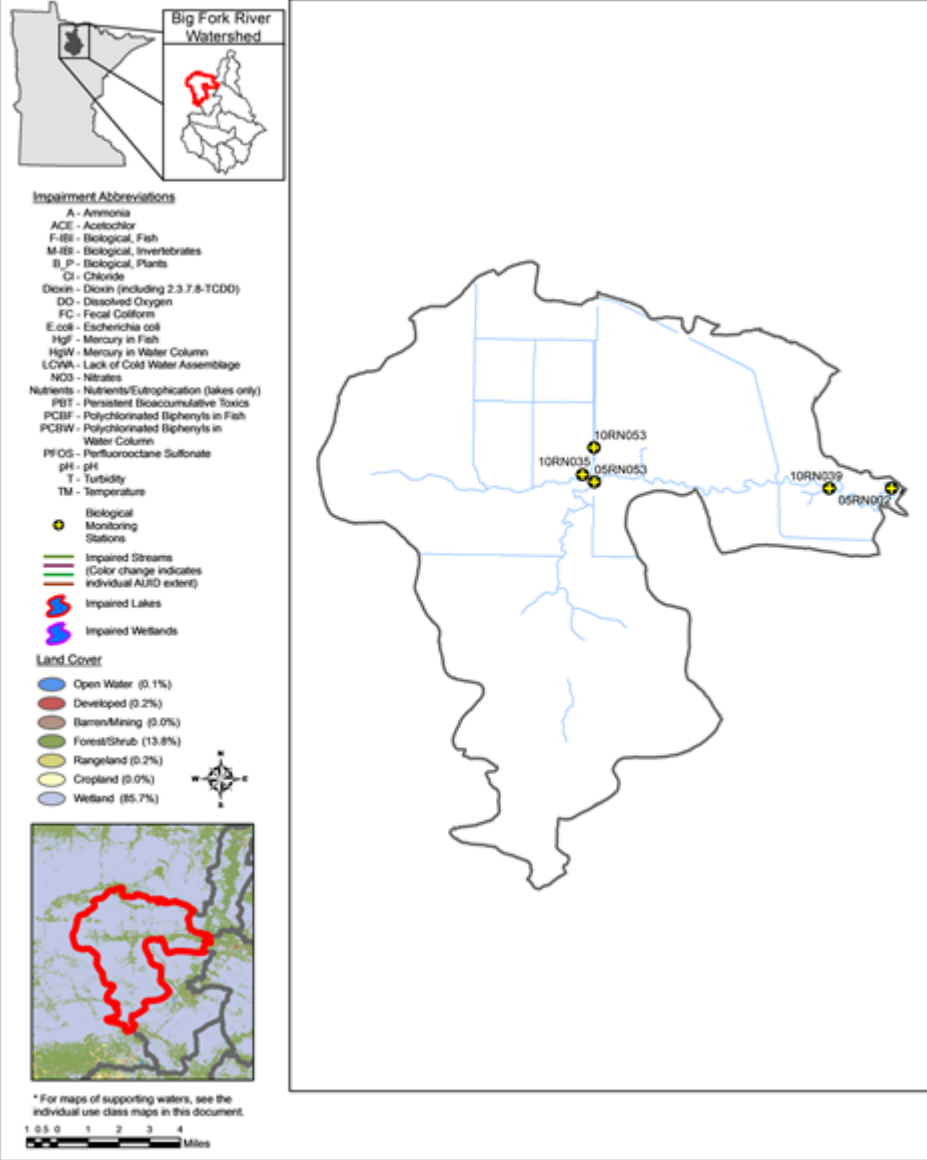 Big Fork River
Watershed
Impairment Abbreviations
A - Ammonia
ACE - Acetochlor
F-IBI - Biological, Fish
M-IBI - Biological, Invertebrates
B_P - Biological, Plants
Cl - Chloride
Dioxin - Dioxin (including 2.3.7.8-TCDD)
DO - Dissolved Oxygen
FC - Fecal Coliform
E.coli - Escherichia coli
HgF - Mercury in Fish
HgW - Mercury in Water Column
LCWA - Lack of Cold Water Assemblage
NO3 - Nitrates
Nutrients - Nutrients/Eutrophication (lakes only)
PBT - Persistent Bioaccumulative Toxics
PCBF - Polychlorinated Biphenyls in Fish
PCBW - Polychlorinated Biphenyls in
Water Column
PFOS - Perfluorooctane Sulfonate
pH - pH
T - Turbidity
TM - Temperature
Biological
Monitoring
Stations
Impaired Streams
(Color change indicates
individual AUID extent)
Impaired Lakes
Impaired Wetlands
Land Cover
Open Water (0.1%)
Developed (0.2%)
Barren/Mining (0.0%)
Forest/Shrub (13.8%)
Rangeland (0.2%)
Cropland (0.0%)
Wetland (85.7%)
N
W E
S
* For maps of supporting waters, see the
individual use class maps in this document.
1 0.5 0 1 2 3 4
Miles
10RN053
10RN035
05RN053
10RN039
05RN002